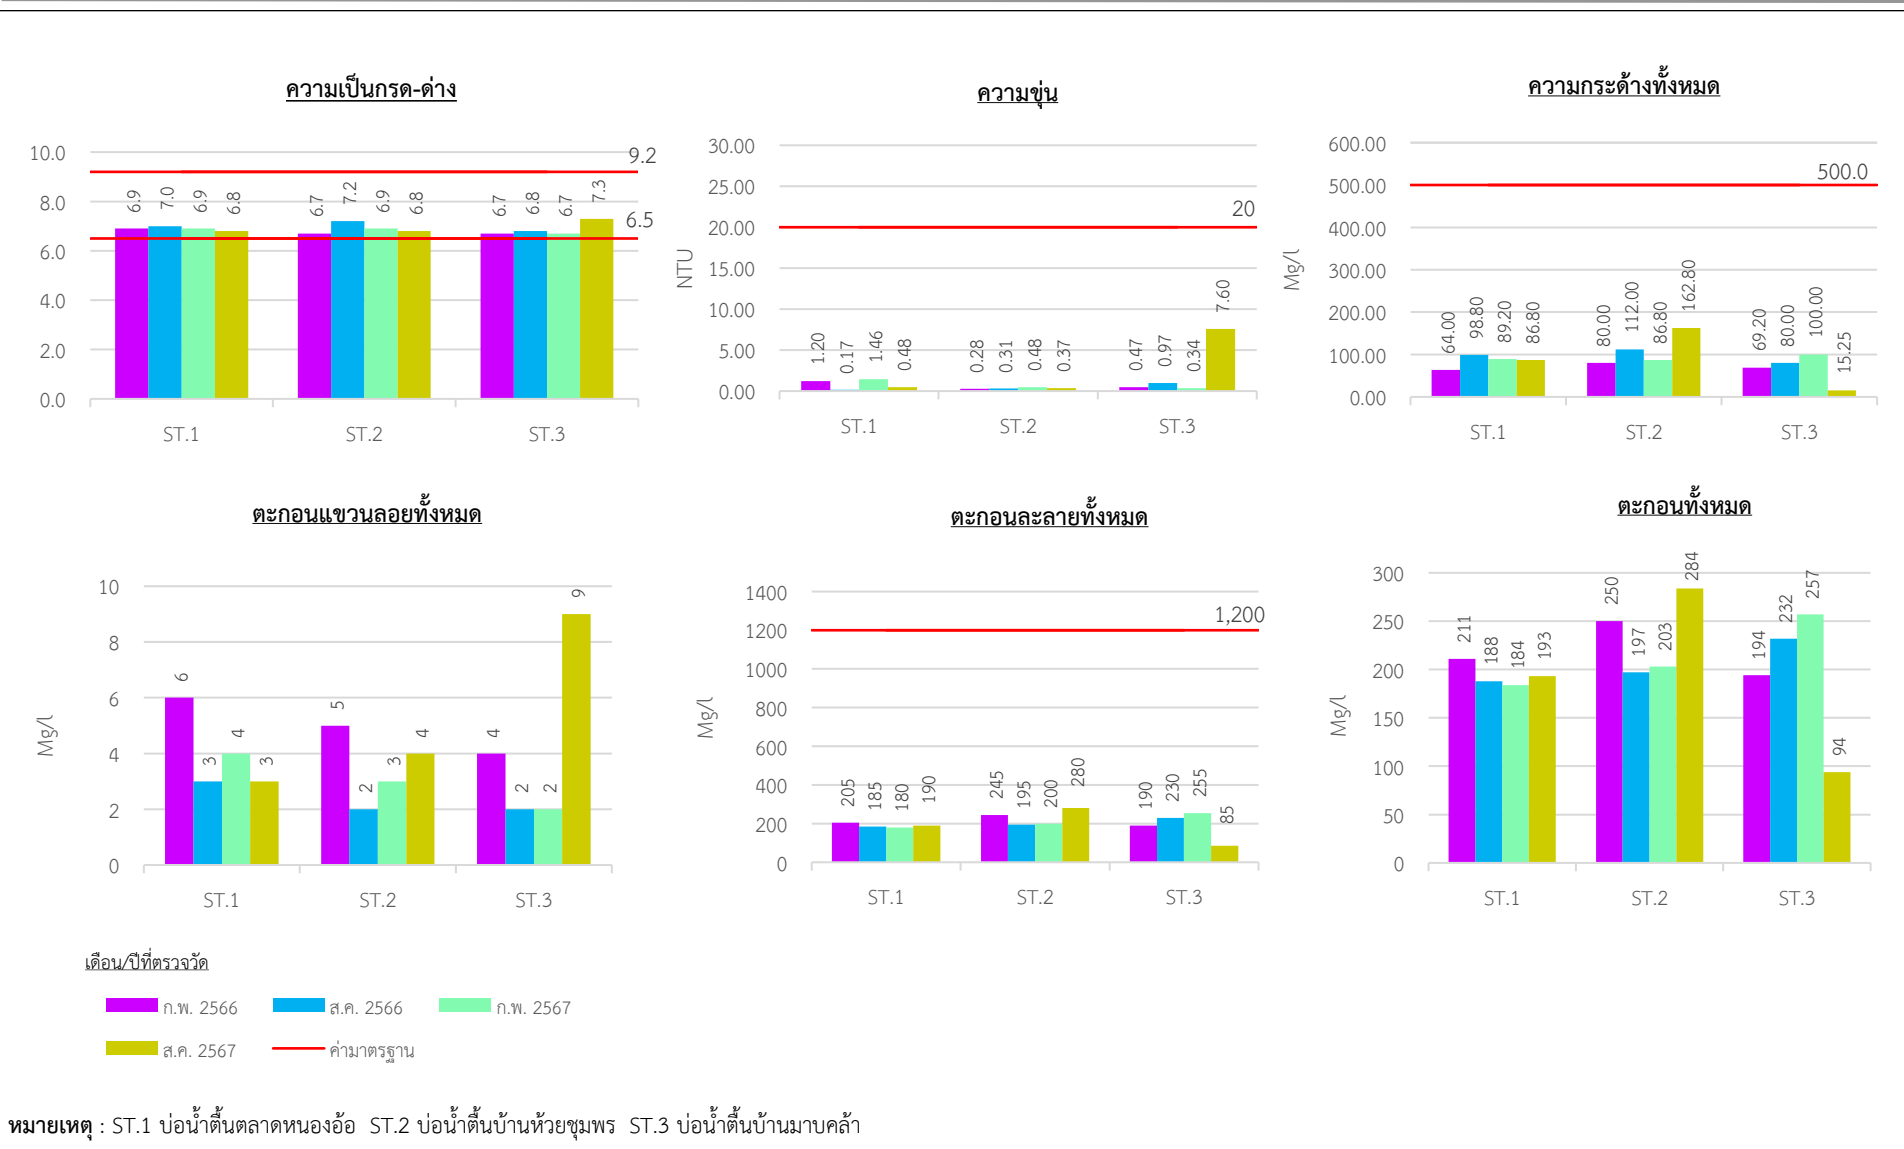 ความเป็นกรด-ด่าง
10.0
8.0
6.0
4.0
2.0
0.0
9.2
6.5
6.9 7.0 6.9 6.8
6.7 7.2 6.9 6.8
6.7 6.8 6.7 7.3
ST.1 ST.2 ST.3
ความขุ่น
NTU
30.00
25.00
20.00
15.00
10.00
5.00
0.00
20
1.20 0.17 1.46 0.48
0.28 0.31 0.48 0.37
0.47 0.97 0.34 7.60
ST.1 ST.2 ST.3
ความกระด้างทั้งหมด
Mg/l
600.00
500.00
400.00
300.00
200.00
100.00
0.00
500.0
64.00 98.80 89.20 86.80
80.00 112.00 86.80 162.80
69.20 80.00 100.00 15.25
ST.1 ST.2 ST.3
ตะกอนแขวนลอยทั้งหมด
Mg/l
10
8
6
4
2
0
6 3 4 3
5 2 3 4
4 2 2 9
ST.1 ST.2 ST.3
ตะกอนละลายทั้งหมด
Mg/l
1400
1200
1000
800
600
400
200
0
1,200
205 185 180 190
245 195 200 280
190 230 255 85
ST.1 ST.2 ST.3
ตะกอนทั้งหมด
Mg/l
300
250
200
150
100
50
0
211 188 184 193
250 197 203 284
194 232 257 94
ST.1 ST.2 ST.3
เดือน/ปีที่ตรวจวัด
ก.พ. 2566 ส.ค. 2566 ก.พ. 2567
ส.ค. 2567 ค่ามาตรฐาน
หมายเหตุ : ST.1 บ่อน้ำตื้นตลาดหนองอ้อ ST.2 บ่อน้ำตื้นบ้านห้วยชุมพร ST.3 บ่อน้ำตื้นบ้านมาบคล้า